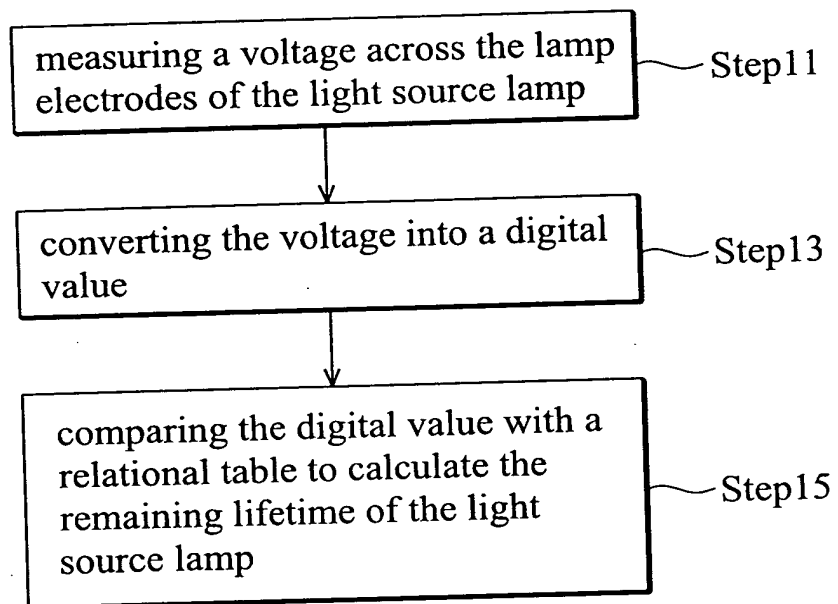 measuring a voltage across the lamp
electrodes of the light source lamp
Step11
converting the voltage into a digital
value
Step13
comparing the digital value with a
relational table to calculate the
remaining lifetime of the light
source lamp
Step15